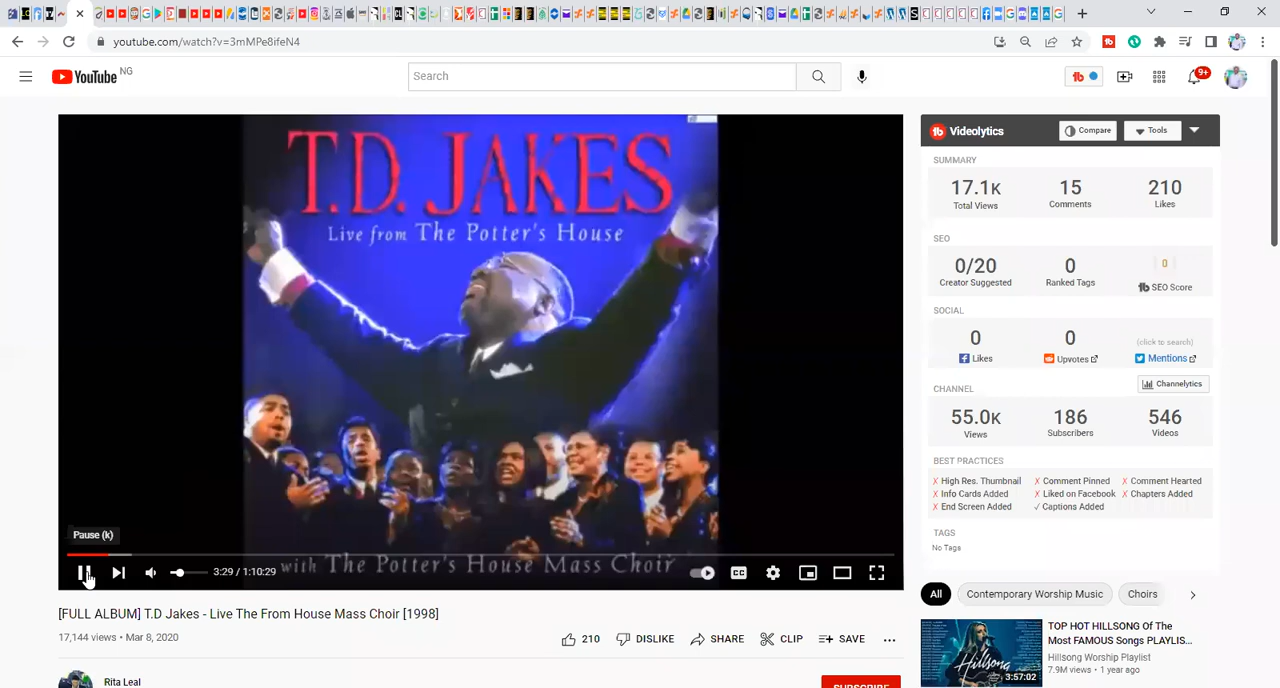 youtube.com/watch?v=3mMPe8ifeN4
YouTube NG
Search
9+
T.D. JAKES
Live from The Potter's House
with The Potter's House Mass Choir
Pause (k)
3:29 / 1:10:29
CC
[FULL ALBUM] T.D Jakes - Live The From House Mass Choir [1998]
17,144 views • Mar 8, 2020
210
DISLIKE
SHARE
CLIP
SAVE
Rita Leal
SUBSCRIBE
Videolytics
Compare
Tools
SUMMARY
17.1K 15 210
Total Views Comments Likes
SEO
0/20 0 0
Creator Suggested Ranked Tags SEO Score
SOCIAL
0 0 (click to search)
Likes Upvotes Mentions
CHANNEL
Channelytics
55.0K 186 546
Views Subscribers Videos
BEST PRACTICES
X High Res. Thumbnail X Comment Pinned X Comment Hearted
X Info Cards Added X Liked on Facebook X Chapters Added
X End Screen Added √ Captions Added
TAGS
No Tags
All Contemporary Worship Music Choirs
Hillsong
3:57:02
TOP HOT HILLSONG Of The
Most FAMOUS Songs PLAYLIS...
Hillsong Worship Playlist
7.9M views • 1 year ago